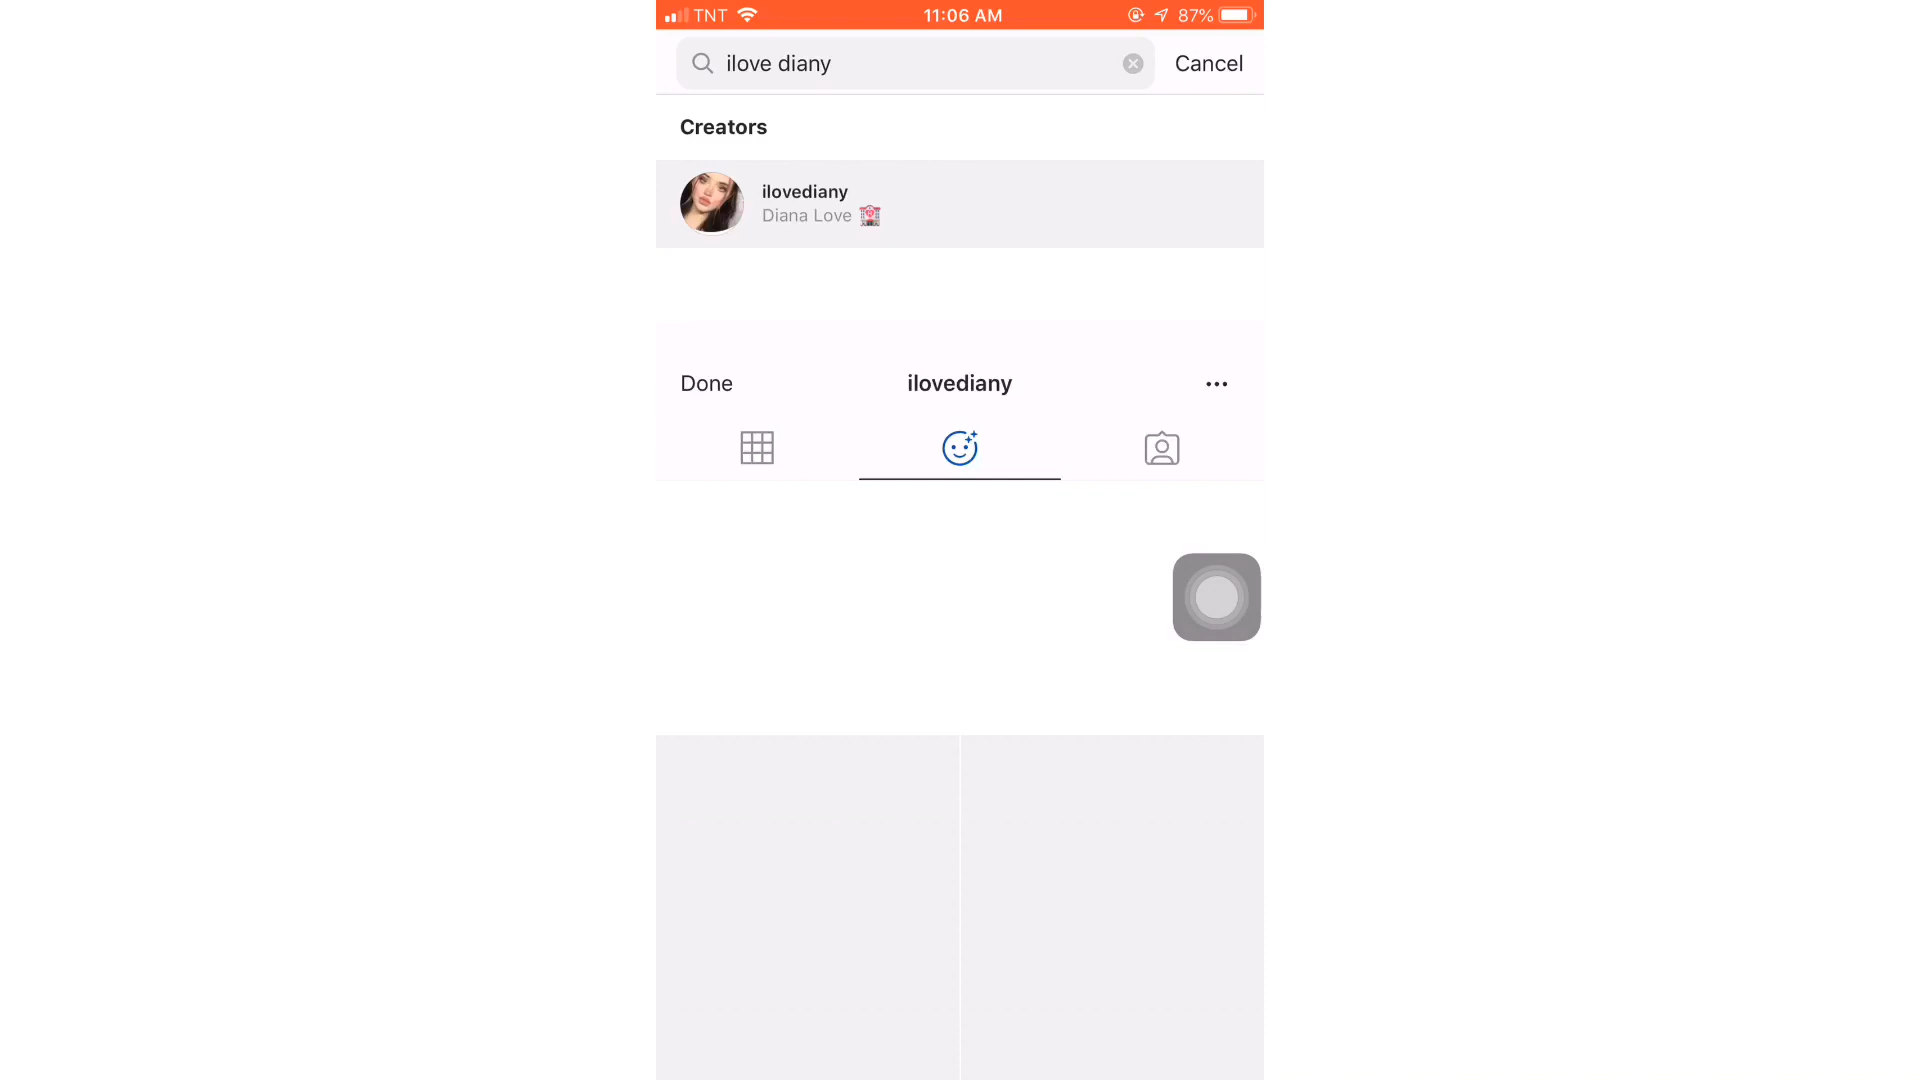 TNT 11:06 AM 87%
ilove diany Cancel
Creators
ilovediany
Diana Love
Done ilovediany